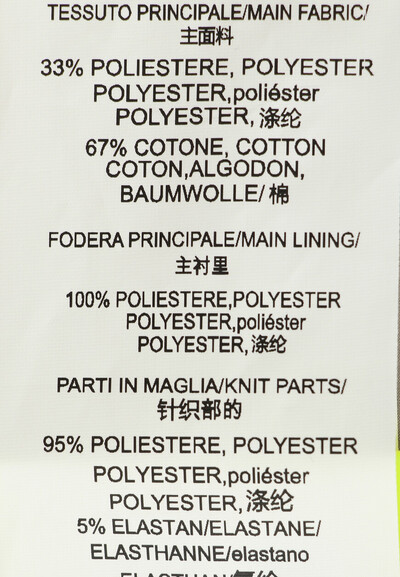 TESSUTO PRINCIPALE/MAIN FABRIC/
主面料
33% POLIESTERE, POLYESTER
POLYESTER,poliéster
POLYESTER,涤纶
67% COTONE, COTTON
COTON,ALGODON,
BAUMWOLLE/棉
FODERA PRINCIPALE/MAIN LINING/
主衬里
100% POLIESTERE,POLYESTER
POLYESTER,poliéster
POLYESTER,涤纶
PARTI IN MAGLIA/KNIT PARTS/
针织部的
95% POLIESTERE, POLYESTER
POLYESTER,poliéster
POLYESTER,涤纶
5% ELASTAN/ELASTANE/
ELASTHANNE/elastano